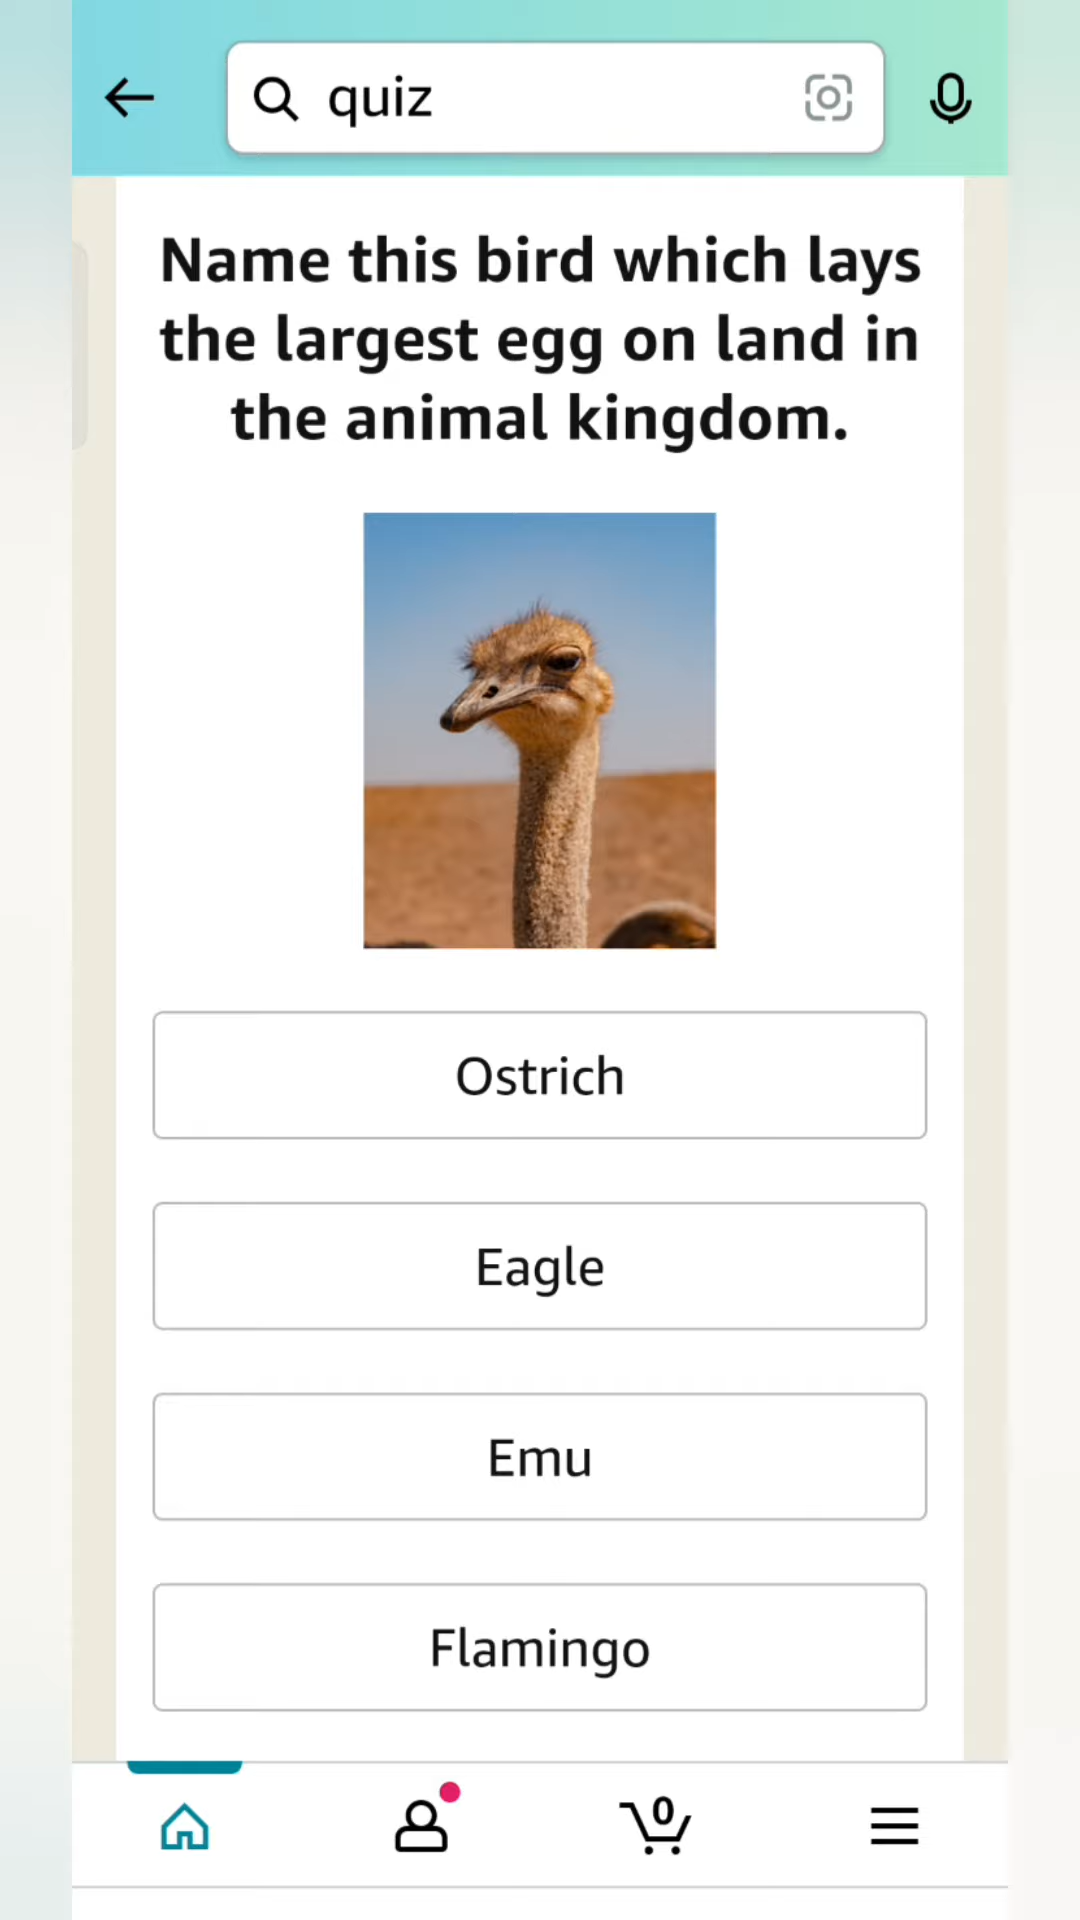 quiz
Name this bird which lays
the largest egg on land in
the animal kingdom.
Ostrich
Eagle
Emu
Flamingo
0